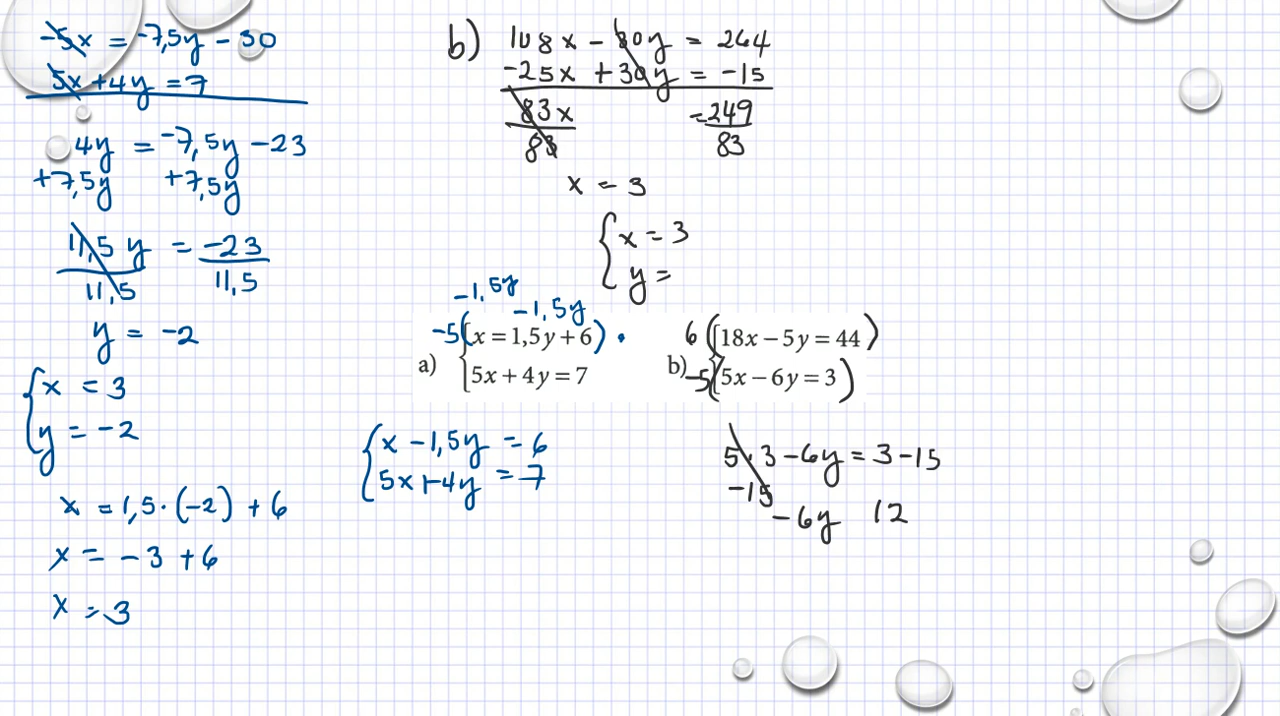 -5x = -7,5y - 30
5x + 4y = 7
4y = -7,5y - 23
+7,5y +7,5y
11,5 y = -23
11,5 11,5
y = -2
x = 3
y = -2
x = 1,5 · (-2) + 6
x = -3 + 6
x = 3
b) 108x - 30y = 264
-25x + 30y = -15
83x = 249
83 83
x = 3
x = 3
y =
-1,5y
-1,5y
-5( x = 1,5y + 6 ) ·
a)
5x + 4y = 7
x - 1,5y = 6
5x + 4y = 7
6( 18x − 5y = 44 )
b)
-5( 5x − 6y = 3 )
5 · 3 - 6y = 3 - 15
-15
-6y 12